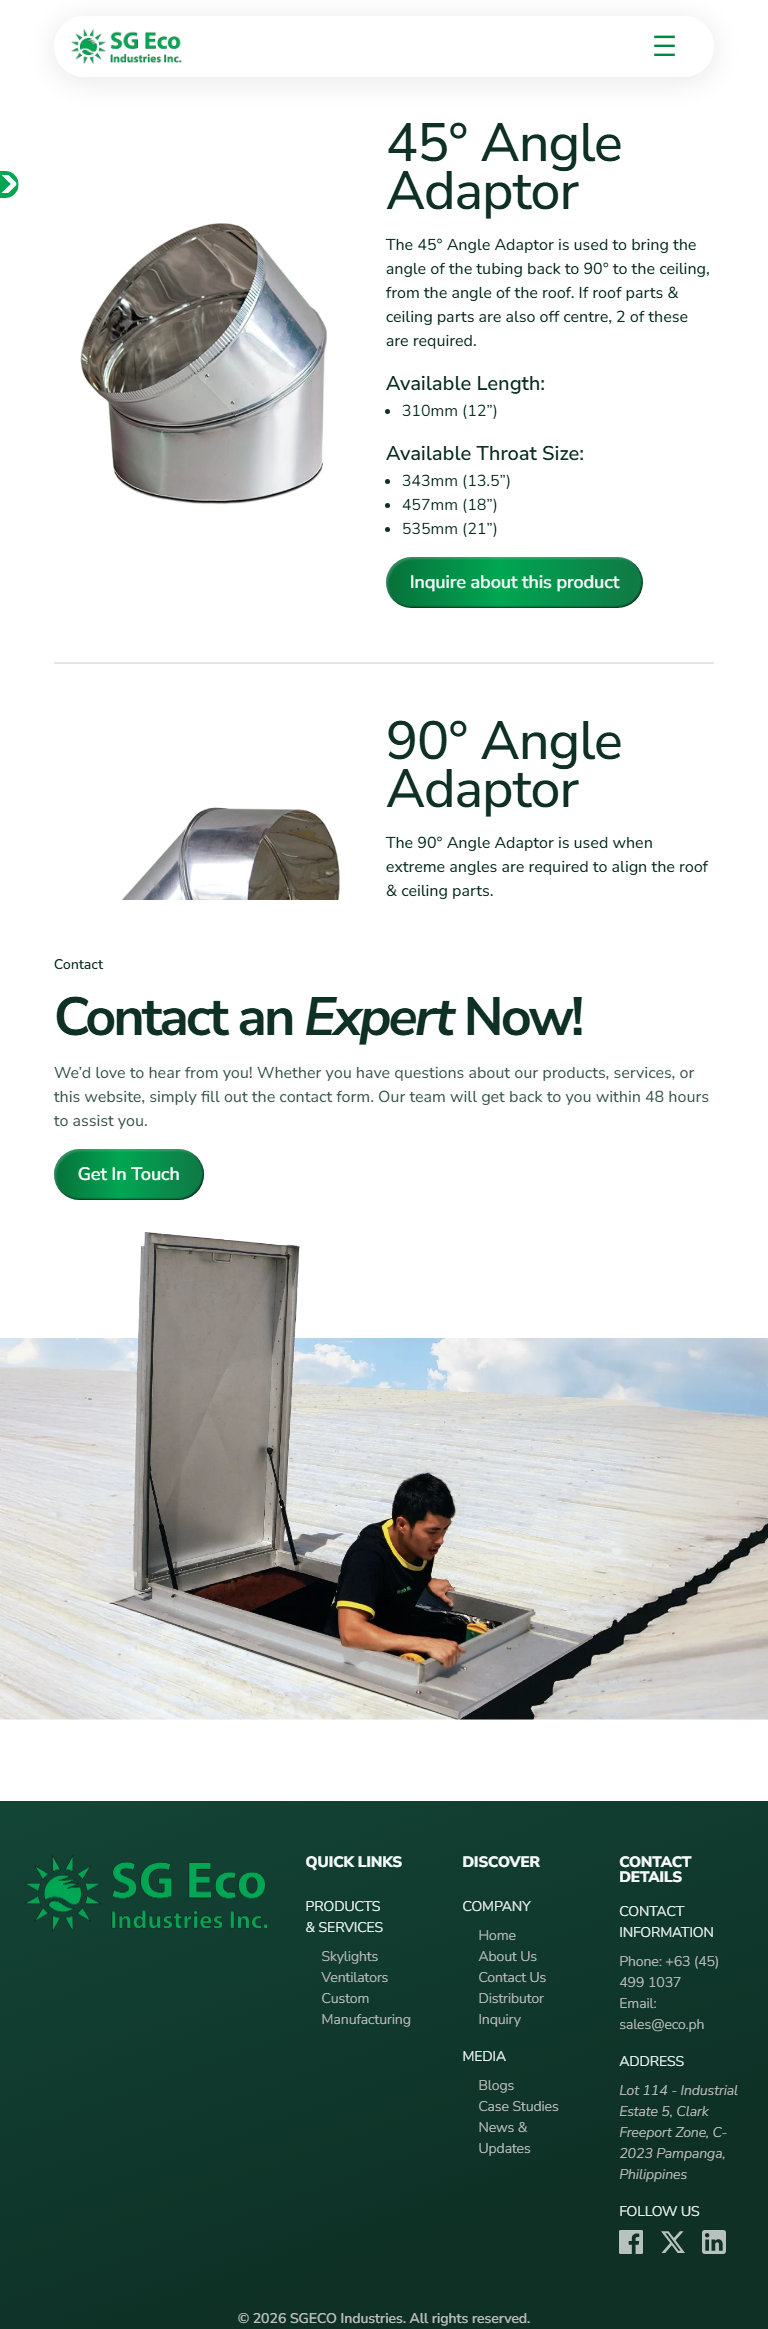 SG Eco
Industries Inc.
45° Angle
Adaptor
The 45° Angle Adaptor is used to bring the
angle of the tubing back to 90° to the ceiling,
from the angle of the roof. If roof parts &
ceiling parts are also off centre, 2 of these
are required.
Available Length:
• 310mm (12”)
Available Throat Size:
• 343mm (13.5”)
• 457mm (18”)
• 535mm (21”)
Inquire about this product
90° Angle
Adaptor
The 90° Angle Adaptor is used when
extreme angles are required to align the roof
& ceiling parts.
Contact
Contact an Expert Now!
We’d love to hear from you! Whether you have questions about our products, services, or
this website, simply fill out the contact form. Our team will get back to you within 48 hours
to assist you.
Get In Touch
SG Eco
Industries Inc.
QUICK LINKS
PRODUCTS
& SERVICES
Skylights
Ventilators
Custom
Manufacturing
DISCOVER
COMPANY
Home
About Us
Contact Us
Distributor
Inquiry
MEDIA
Blogs
Case Studies
News &
Updates
CONTACT
DETAILS
CONTACT
INFORMATION
Phone: +63 (45)
499 1037
Email:
sales@eco.ph
ADDRESS
Lot 114 - Industrial
Estate 5, Clark
Freeport Zone, C-
2023 Pampanga,
Philippines
FOLLOW US
© 2026 SGECO Industries. All rights reserved.